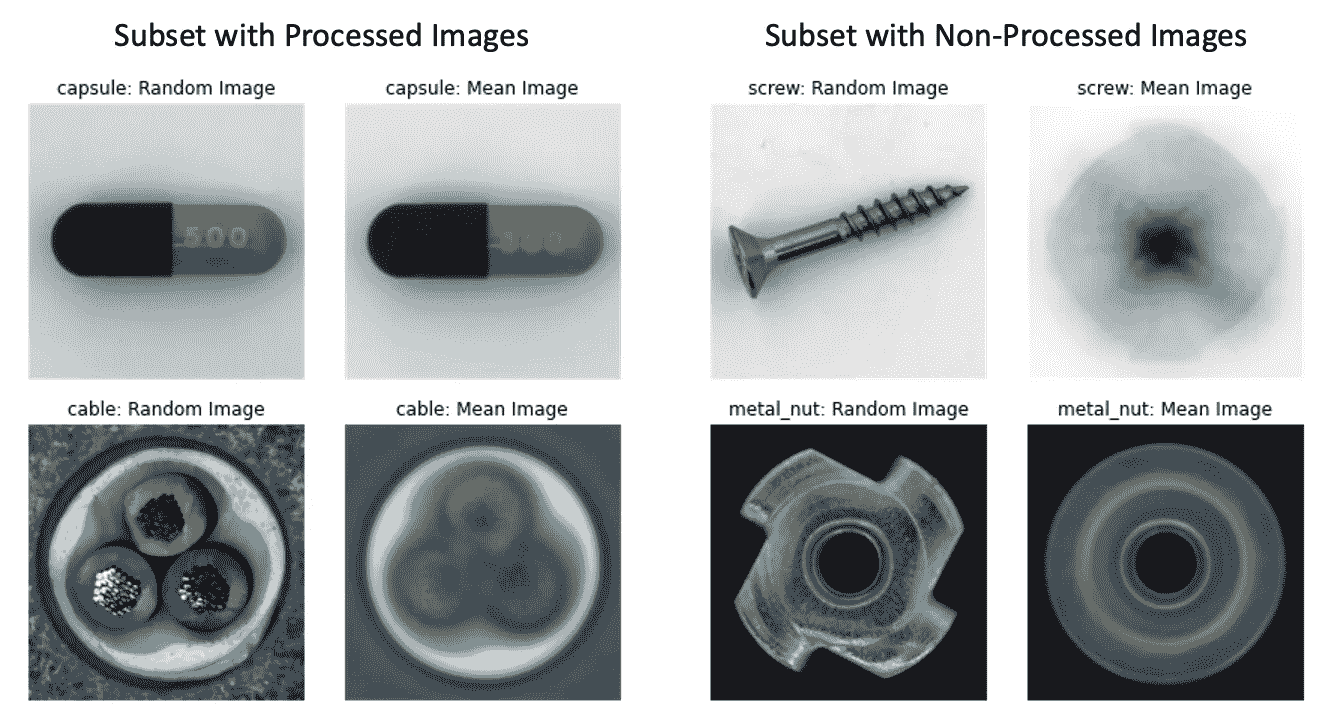 Subset with Processed Images
Subset with Non-Processed Images
capsule: Random Image
capsule: Mean Image
screw: Random Image
screw: Mean Image
500
cable: Random Image
cable: Mean Image
metal_nut: Random Image
metal_nut: Mean Image